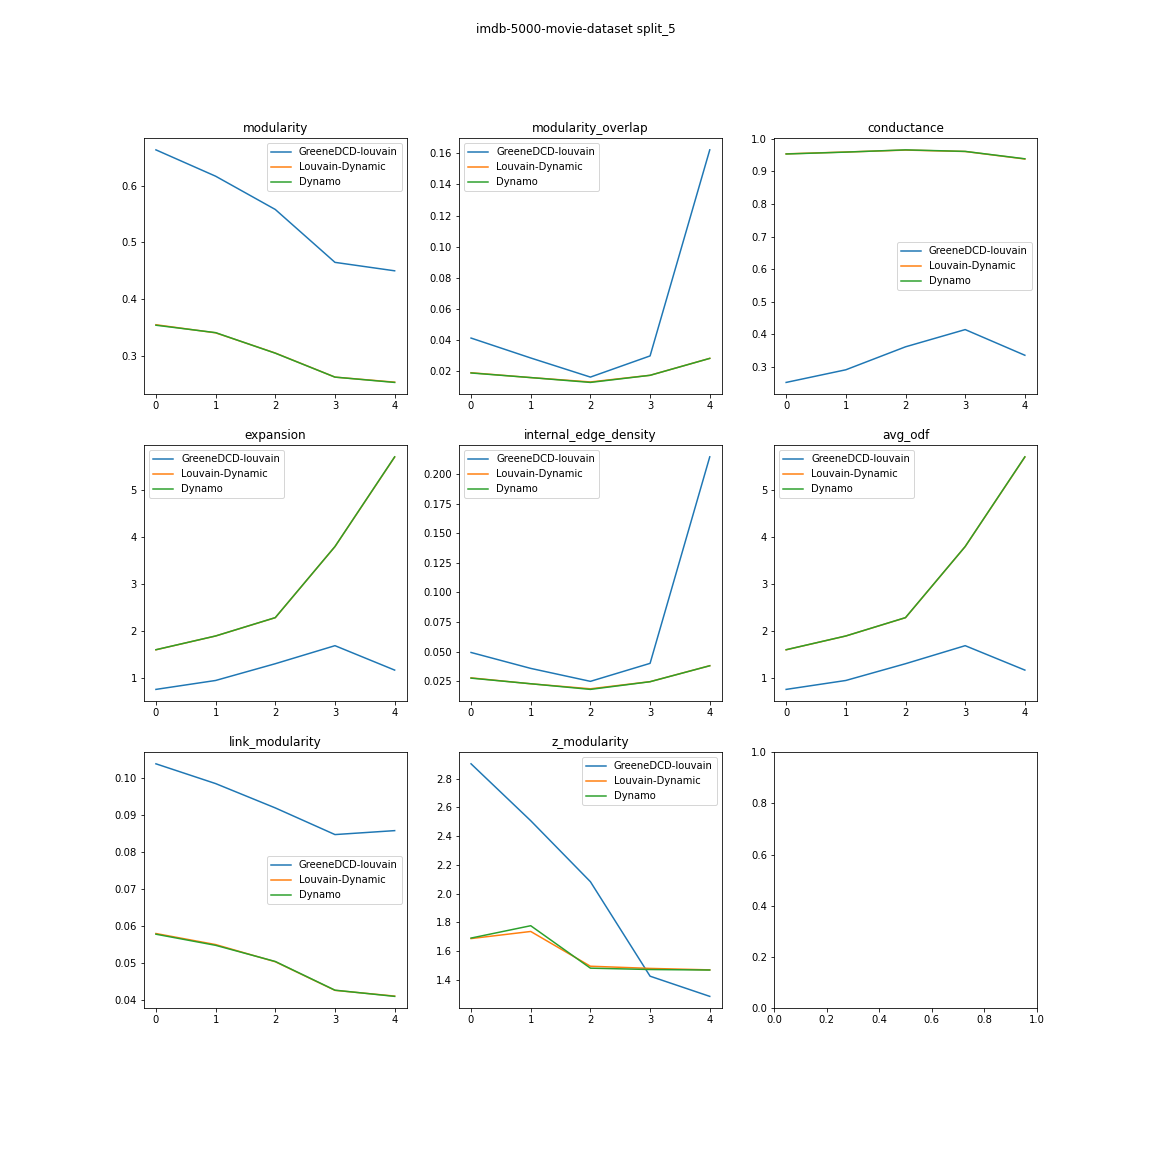 imdb-5000-movie-dataset split_5
modularity
GreeneDCD-louvain
Louvain-Dynamic
Dynamo
0.6
0.5
0.4
0.3
0 1 2 3 4
modularity_overlap
GreeneDCD-louvain
Louvain-Dynamic
Dynamo
0.16
0.14
0.12
0.10
0.08
0.06
0.04
0.02
0 1 2 3 4
conductance
1.0
0.9
0.8
0.7
0.6
0.5
0.4
0.3
GreeneDCD-louvain
Louvain-Dynamic
Dynamo
0 1 2 3 4
expansion
GreeneDCD-louvain
Louvain-Dynamic
Dynamo
5
4
3
2
1
0 1 2 3 4
internal_edge_density
GreeneDCD-louvain
Louvain-Dynamic
Dynamo
0.200
0.175
0.150
0.125
0.100
0.075
0.050
0.025
0 1 2 3 4
avg_odf
GreeneDCD-louvain
Louvain-Dynamic
Dynamo
5
4
3
2
1
0 1 2 3 4
link_modularity
0.10
0.09
0.08
0.07
0.06
0.05
0.04
GreeneDCD-louvain
Louvain-Dynamic
Dynamo
0 1 2 3 4
z_modularity
GreeneDCD-louvain
Louvain-Dynamic
Dynamo
2.8
2.6
2.4
2.2
2.0
1.8
1.6
1.4
0 1 2 3 4
1.0
0.8
0.6
0.4
0.2
0.0
0.0 0.2 0.4 0.6 0.8 1.0